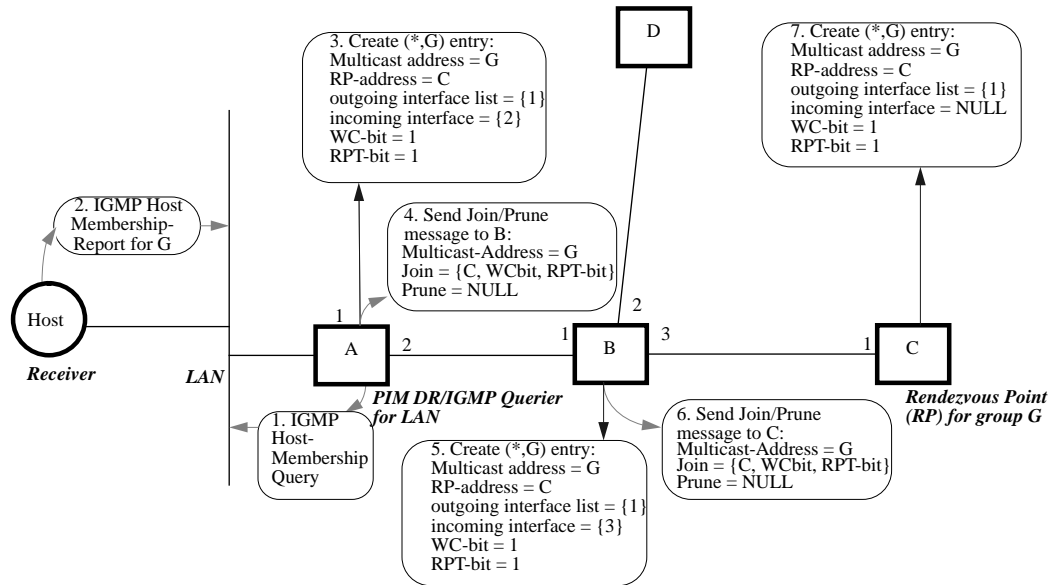 3. Create (*,G) entry:
Multicast address = G
RP-address = C
outgoing interface list = {1}
incoming interface = {2}
WC-bit = 1
RPT-bit = 1
D
7. Create (*,G) entry:
Multicast address = G
RP-address = C
outgoing interface list = {1}
incoming interface = NULL
WC-bit = 1
RPT-bit = 1
2. IGMP Host
Membership-
Report for G
4. Send Join/Prune
message to B:
Multicast-Address = G
Join = {C, WCbit, RPT-bit}
Prune = NULL
Host
Receiver
LAN
1
A
2
1
B
2
3
1
C
PIM DR/IGMP Querier
for LAN
Rendezvous Point
(RP) for group G
1. IGMP
Host-
Membership
Query
5. Create (*,G) entry:
Multicast address = G
RP-address = C
outgoing interface list = {1}
incoming interface = {3}
WC-bit = 1
RPT-bit = 1
6. Send Join/Prune
message to C:
Multicast-Address = G
Join = {C, WCbit, RPT-bit}
Prune = NULL